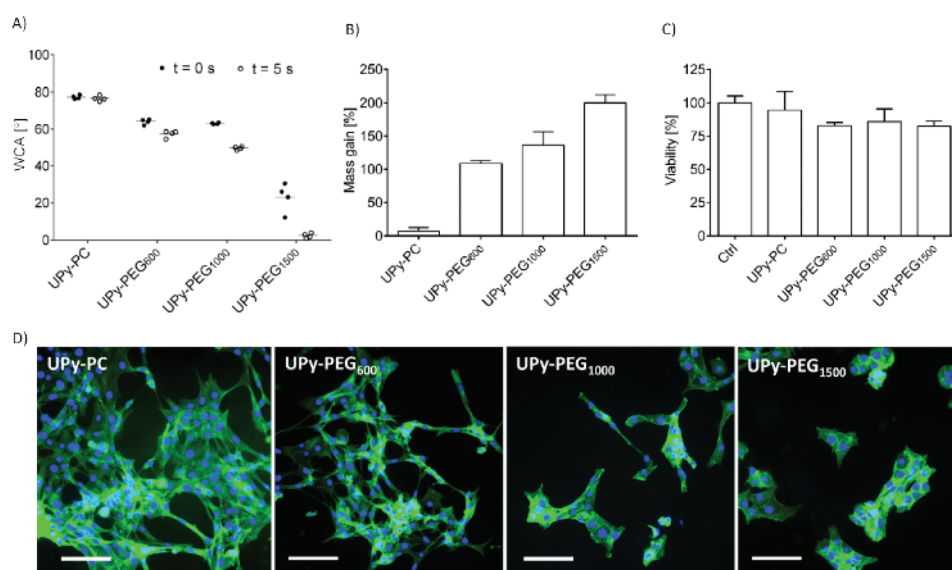 A)
WCA [°]
100
80
60
40
20
0
• t = 0 s ○ t = 5 s
UPy-PC
UPy-PEG600
UPy-PEG1000
UPy-PEG1500
B)
Mass gain [%]
250
200
150
100
50
0
UPy-PC
UPy-PEG600
UPy-PEG1000
UPy-PEG1500
C)
Viability [%]
125
100
75
50
25
0
Ctrl
UPy-PC
UPy-PEG600
UPy-PEG1000
UPy-PEG1500
D)
UPy-PC
UPy-PEG600
UPy-PEG1000
UPy-PEG1500